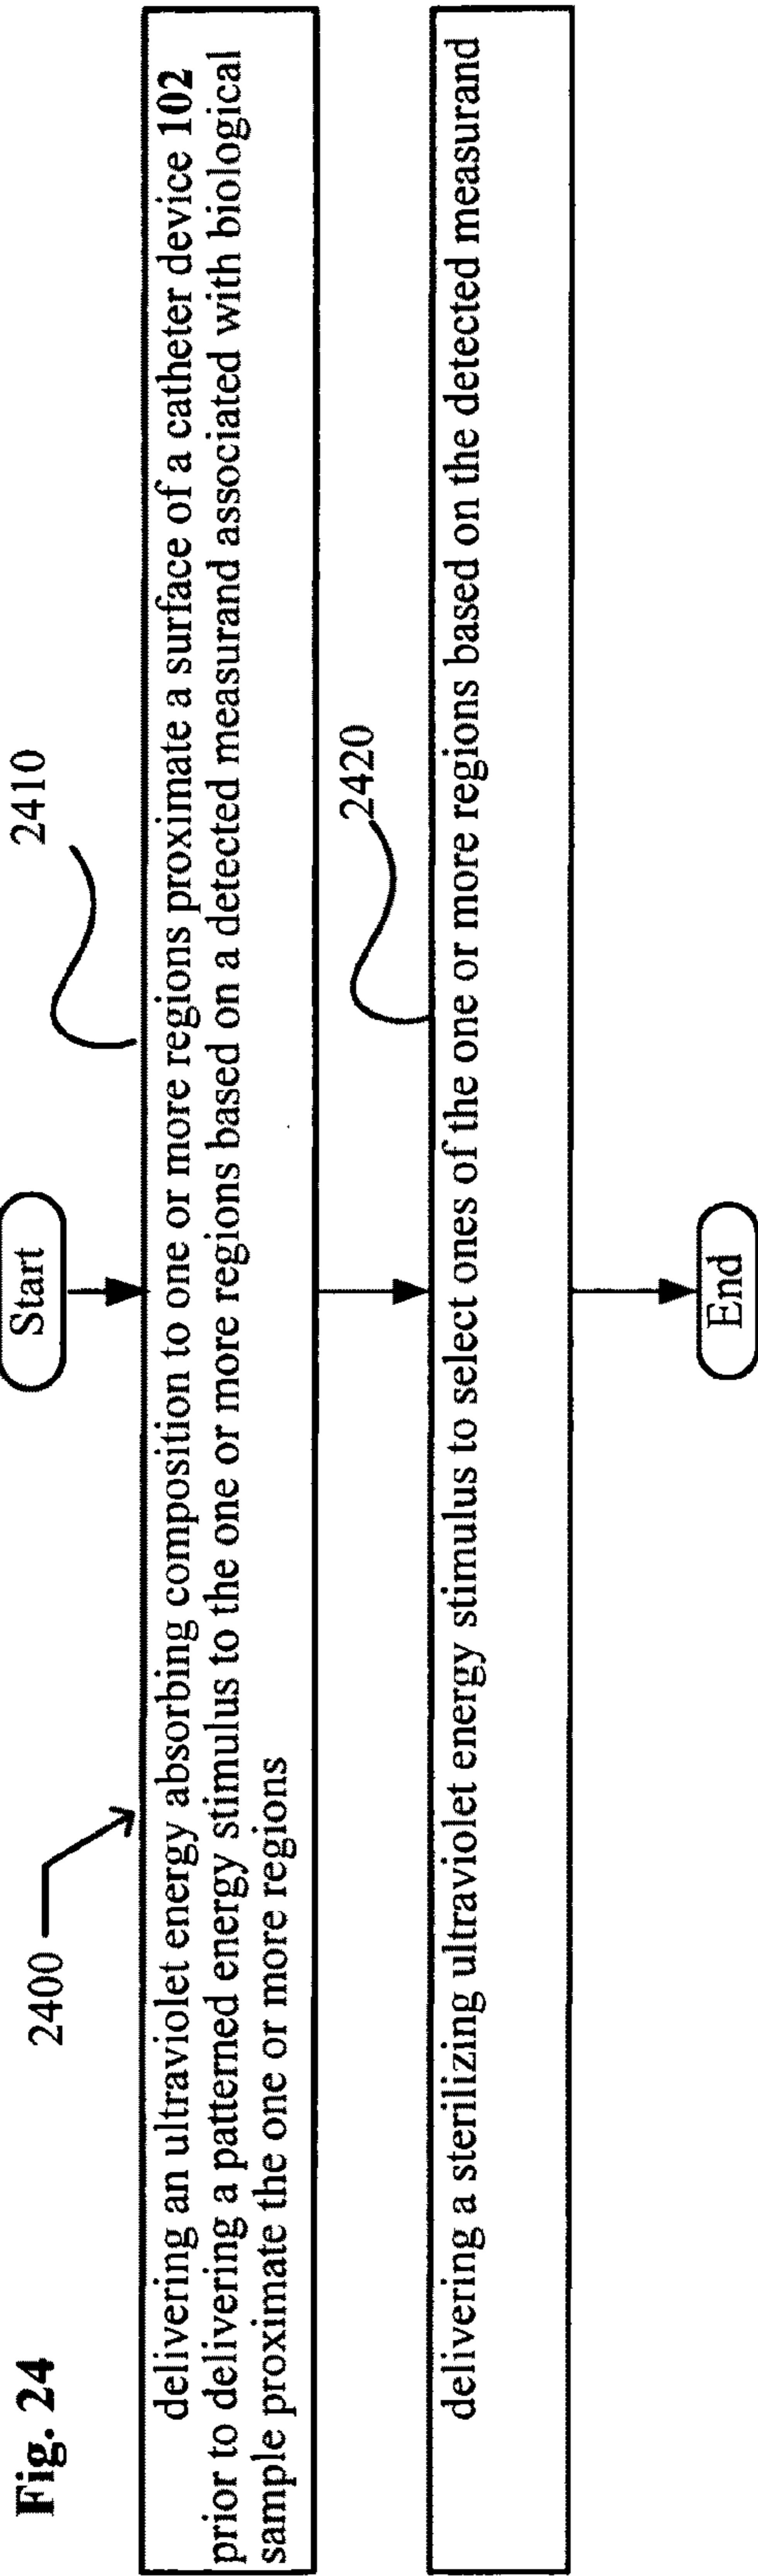 Fig. 24
2400
Start
2410
delivering an ultraviolet energy absorbing composition to one or more regions proximate a surface of a catheter device 102
prior to delivering a patterned energy stimulus to the one or more regions based on a detected measurand associated with biological
sample proximate the one or more regions
2420
delivering a sterilizing ultraviolet energy stimulus to select ones of the one or more regions based on the detected measurand
End